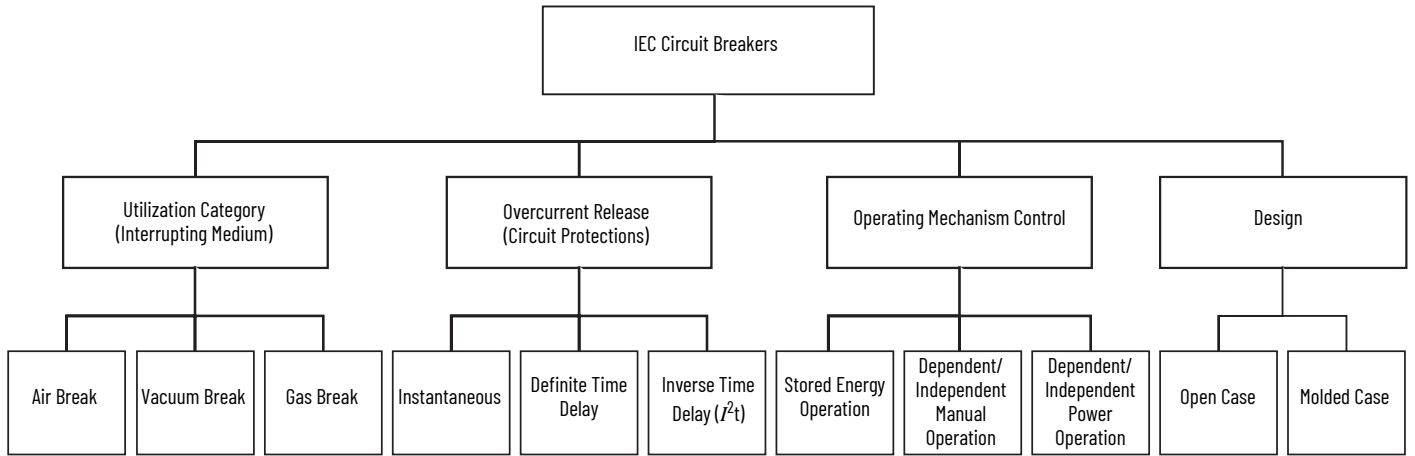 IEC Circuit Breakers
Utilization Category
(Interrupting Medium)
Overcurrent Release
(Circuit Protections)
Operating Mechanism Control
Design
Air Break
Vacuum Break
Gas Break
Instantaneous
Definite Time
Delay
Inverse Time
Delay (I²t)
Stored Energy
Operation
Dependent/
Independent
Manual
Operation
Dependent/
Independent
Power
Operation
Open Case
Molded Case